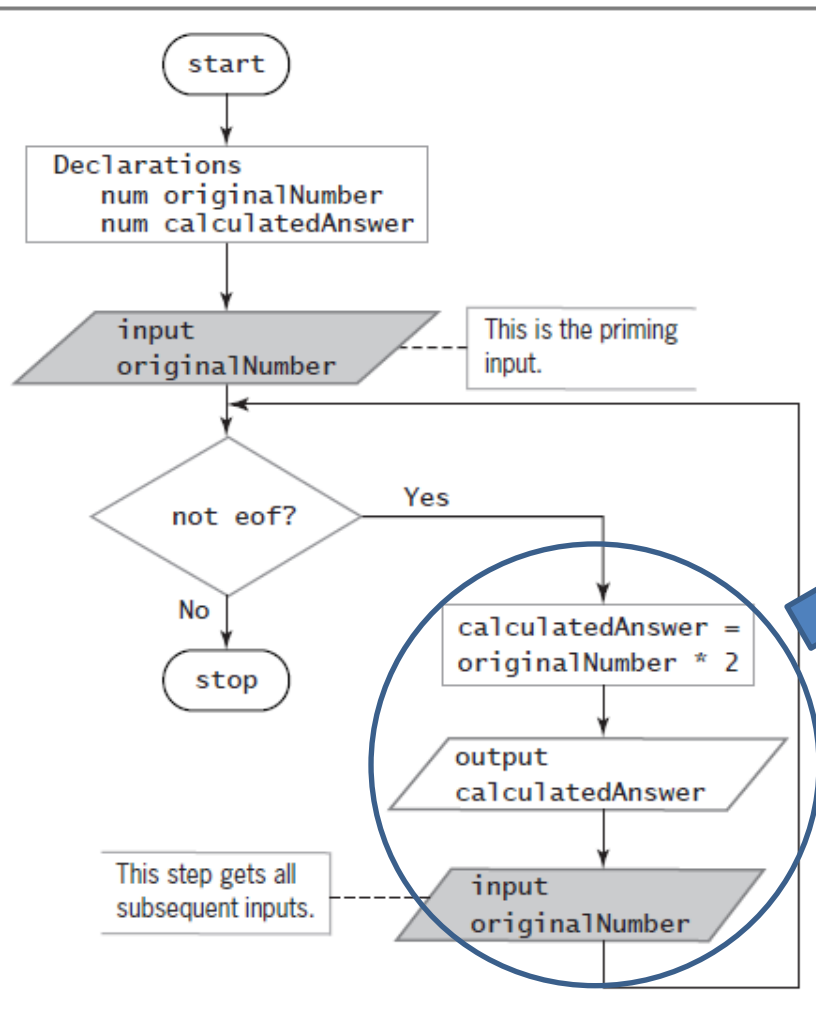 start
Declarations
num originalNumber
num calculatedAnswer
input
originalNumber
This is the priming
input.
not eof?
Yes
No
stop
calculatedAnswer =
originalNumber * 2
output
calculatedAnswer
This step gets all
subsequent inputs.
input
originalNumber